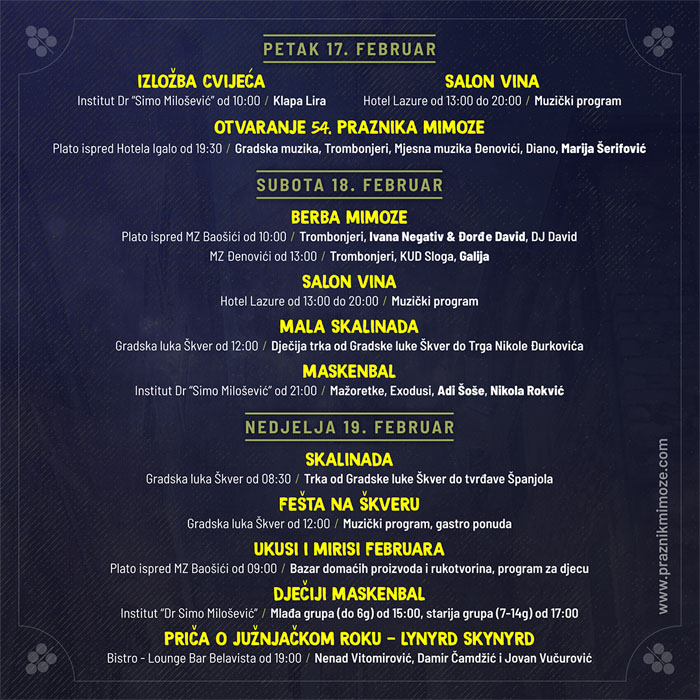 PETAK 17. FEBRUAR
IZLOŽBA CVIJEĆA
Institut Dr “Simo Milošević” od 10:00 / Klapa Lira
SALON VINA
Hotel Lazure od 13:00 do 20:00 / Muzički program
OTVARANJE 54. PRAZNIKA MIMOZE
Plato ispred Hotela Igalo od 19:30 / Gradska muzika, Trombonjeri, Mjesna muzika Đenovići, Diano, Marija Šerifović
SUBOTA 18. FEBRUAR
BERBA MIMOZE
Plato ispred MZ Baošići od 10:00 / Trombonjeri, Ivana Negativ & Đorđe David, DJ David
MZ Đenovići od 13:00 / Trombonjeri, KUD Sloga, Galija
SALON VINA
Hotel Lazure od 13:00 do 20:00 / Muzički program
MALA SKALINADA
Gradska luka Škver od 12:00 / Dječija trka od Gradske luke Škver do Trga Nikole Đurkovića
MASKENBAL
Institut Dr “Simo Milošević” od 21:00 / Mažoretke, Exodusi, Adi Šoše, Nikola Rokvić
NEDJELJA 19. FEBRUAR
SKALINADA
Gradska luka Škver od 08:30 / Trka od Gradske luke Škver do tvrđave Španjola
FEŠTA NA ŠKVERU
Gradska luka Škver od 12:00 / Muzički program, gastro ponuda
UKUSI I MIRISI FEBRUARA
Plato ispred MZ Baošići od 09:00 / Bazar domaćih proizvoda i rukotvorina, program za djecu
DJEČIJI MASKENBAL
Institut “Dr Simo Milošević” / Mlađa grupa (do 6g) od 15:00, starija grupa (7-14g) od 17:00
PRIČA O JUŽNJAČKOM ROKU – LYNYRD SKYNYRD
Bistro - Lounge Bar Belavista od 19:00 / Nenad Vitomirović, Damir Čamdžić i Jovan Vučurović
www.praznikmimoze.com